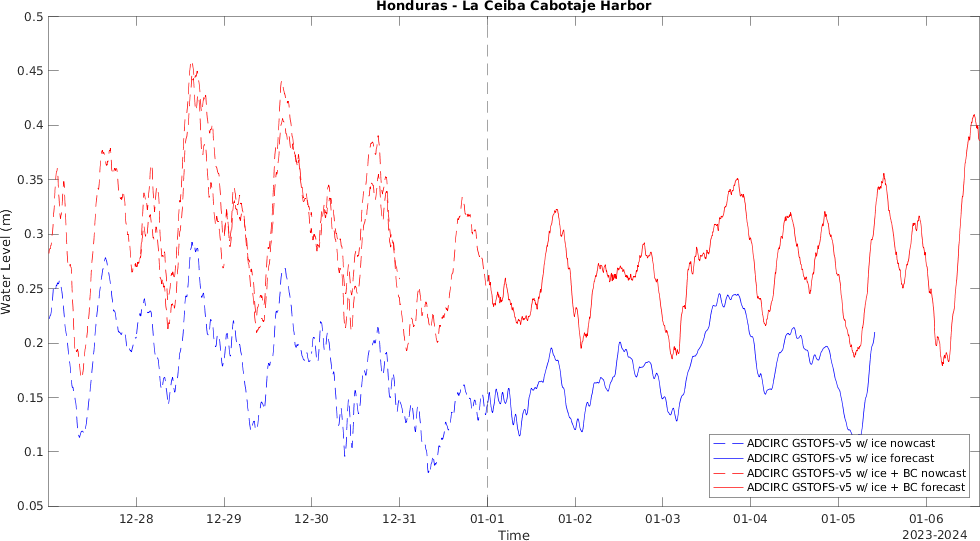 Honduras - La Ceiba Cabotaje Harbor
0.5
0.45
0.4
0.35
0.3
0.25
0.2
0.15
0.1
0.05
Water Level (m)
12-28 12-29 12-30 12-31 01-01 01-02 01-03 01-04 01-05 01-06
Time
2023-2024
ADCIRC GSTOFS-v5 w/ ice nowcast
ADCIRC GSTOFS-v5 w/ ice forecast
ADCIRC GSTOFS-v5 w/ ice + BC nowcast
ADCIRC GSTOFS-v5 w/ ice + BC forecast